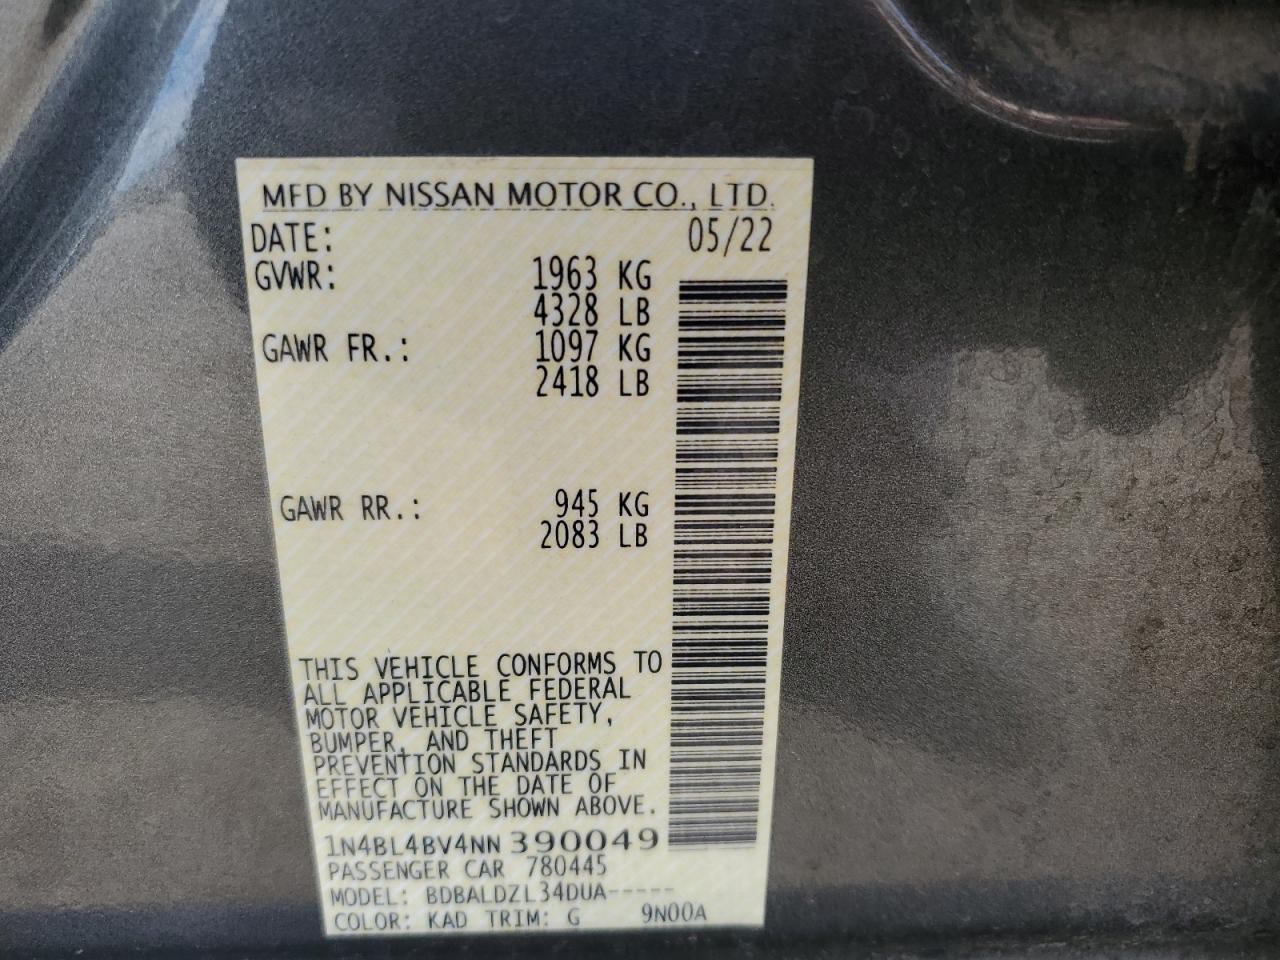 MFD BY NISSAN MOTOR CO., LTD.
DATE: 05/22
GVWR: 1963 KG
4328 LB
GAWR FR.: 1097 KG
2418 LB
GAWR RR.: 945 KG
2083 LB
THIS VEHICLE CONFORMS TO
ALL APPLICABLE FEDERAL
MOTOR VEHICLE SAFETY,
BUMPER, AND THEFT
PREVENTION STANDARDS IN
EFFECT ON THE DATE OF
MANUFACTURE SHOWN ABOVE.
1N4BL4BV4NN390049
PASSENGER CAR 780445
MODEL: BDBALDZL34DUA-----
COLOR: KAD TRIM: G 9N00A